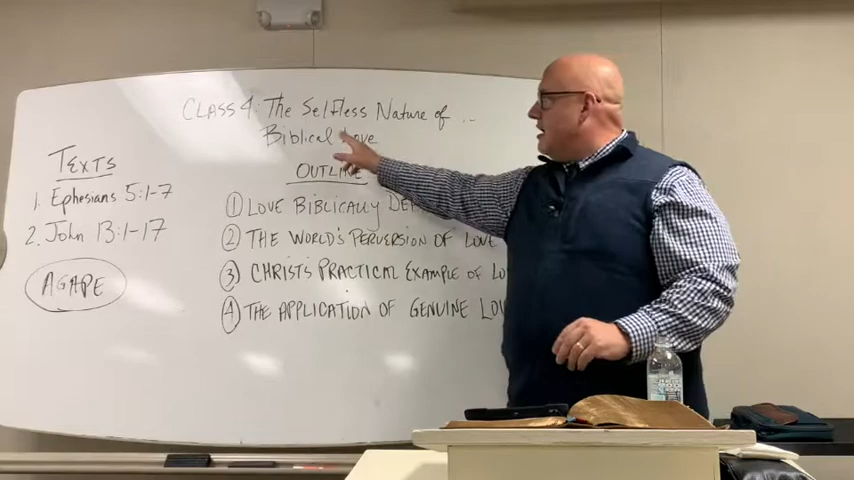 CLASS 4: The Selfless Nature of ...
Biblical Love
OUTLINE
TEXTS
1. Ephesians 5:1-7
2. John 13:1-17
AGAPE
① LOVE BIBLICALLY
② THE WORLD'S PERVERSION OF LOVE
③ CHRIST'S PRACTICAL EXAMPLE OF
④ THE APPLICATION OF GENUINE